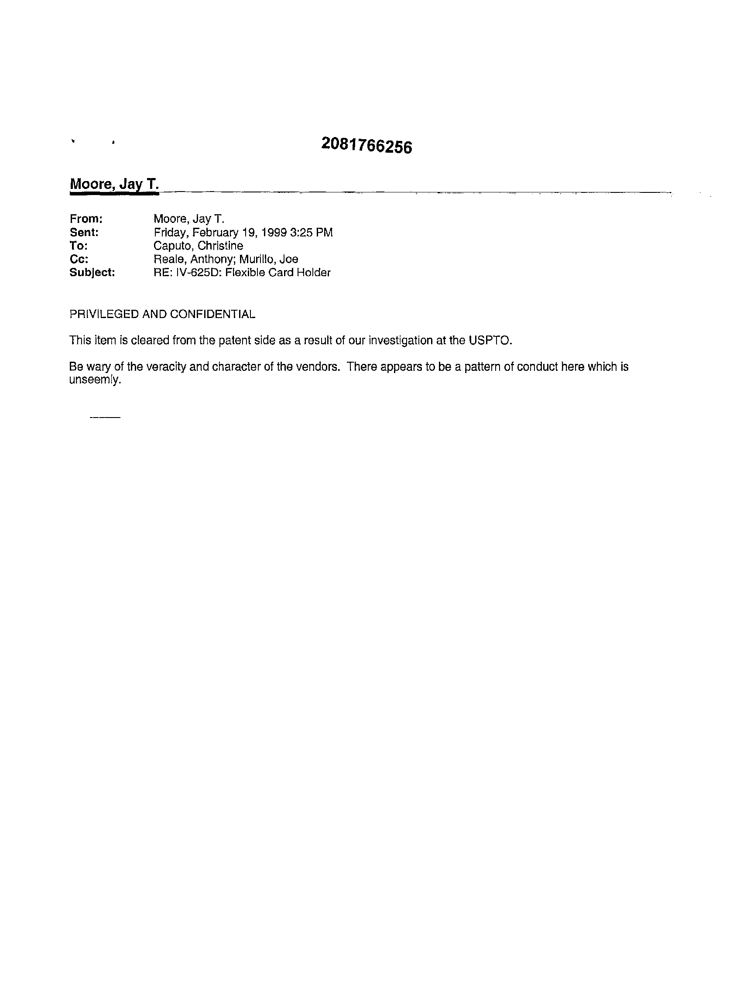 2081766256
Moore, Jay T.
From: Moore, Jay T.
Sent: Friday, February 19, 1999 3:25 PM
To: Caputo, Christine
Cc: Reale, Anthony; Murillo, Joe
Subject: RE: IV-625D: Flexible Card Holder
PRIVILEGED AND CONFIDENTIAL
This item is cleared from the patent side as a result of our investigation at the USPTO.
Be wary of the veracity and character of the vendors. There appears to be a pattern of conduct here which is
unseemly.